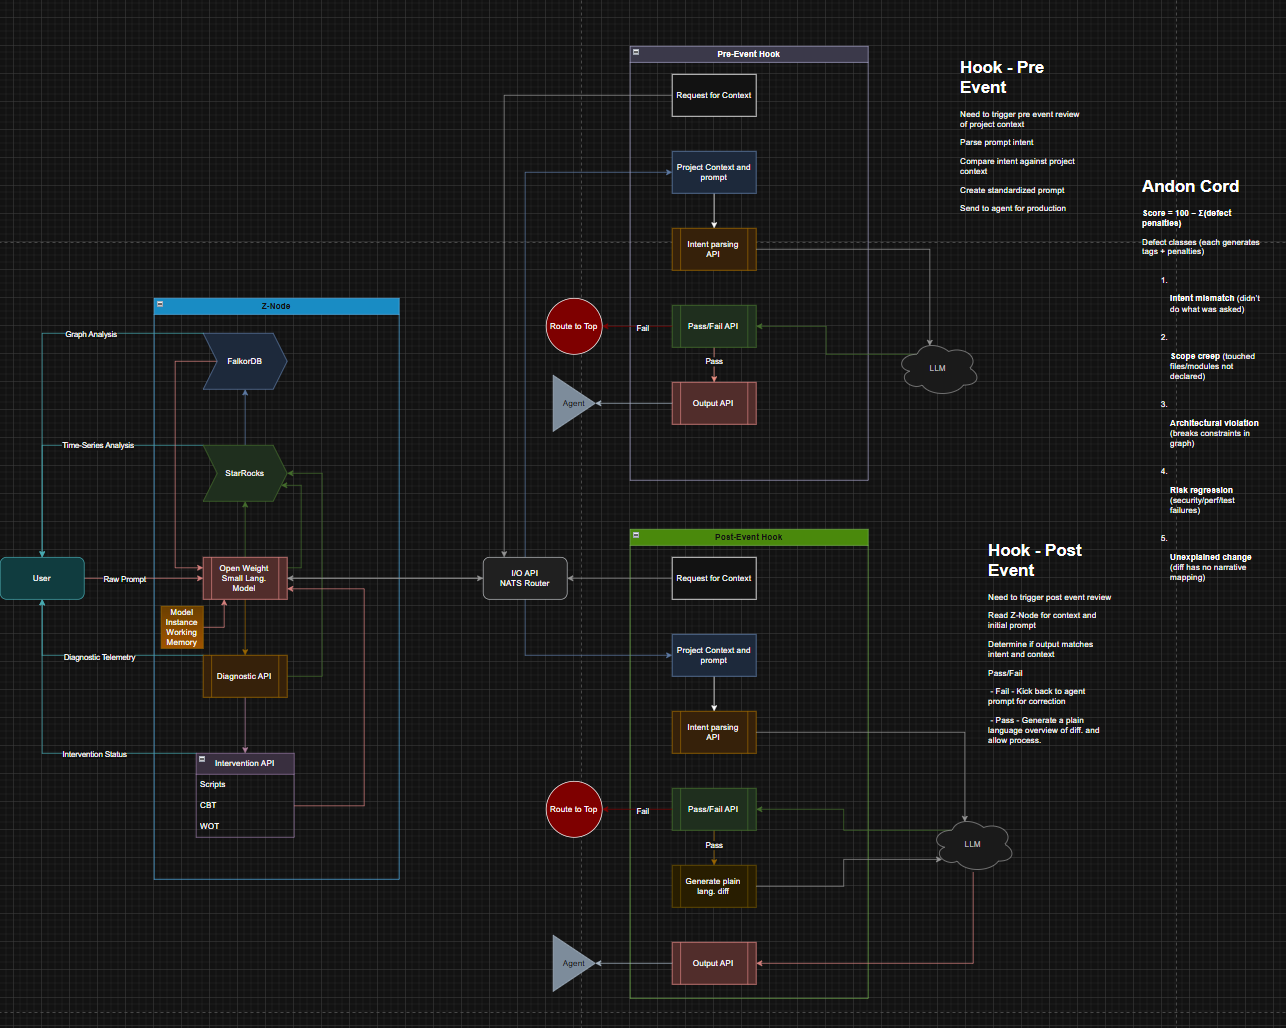 Pre-Event Hook
Request for Context
Project Context and
prompt
Intent parsing
API
Route to Top
Fail
Pass/Fail API
Pass
Agent
Output API
LLM
Hook - Pre
Event
Need to trigger pre event review
of project context
Parse prompt intent
Compare intent against project
context
Create standardized prompt
Send to agent for production
Andon Cord
Score = 100 – Σ(defect
penalties)
Defect classes (each generates
tags + penalties)
1.
Intent mismatch (didn't
do what was asked)
2.
Scope creep (touched
files/modules not
declared)
3.
Architectural violation
(breaks constraints in
graph)
4.
Risk regression
(security/perf/test
failures)
5.
Unexplained change
(diff has no narrative
mapping)
Z-Node
Graph Analysis
FalkorDB
Time-Series Analysis
StarRocks
User
Raw Prompt
Open Weight
Small Lang.
Model
Model
Instance
Working
Memory
Diagnostic Telemetry
Diagnostic API
Intervention Status
Intervention API
Scripts
CBT
WOT
I/O API
NATS Router
Post-Event Hook
Request for Context
Project Context and
prompt
Intent parsing
API
Route to Top
Fail
Pass/Fail API
Pass
Generate plain
lang. diff
Agent
Output API
LLM
Hook - Post
Event
Need to trigger post event review
Read Z-Node for context and
initial prompt
Determine if output matches
intent and context
Pass/Fail
- Fail - Kick back to agent
prompt for correction
- Pass - Generate a plain
language overview of diff. and
allow process.